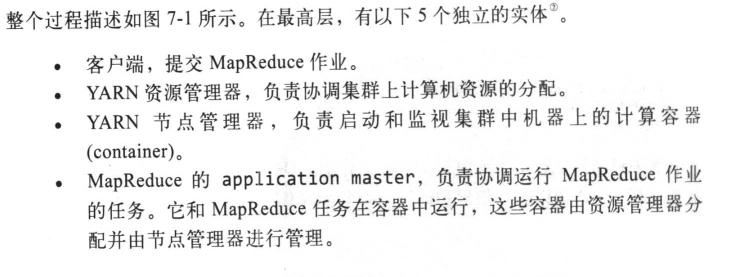 整个过程描述如图 7-1 所示。在最高层，有以下 5 个独立的实体②。
• 客户端，提交 MapReduce 作业。
• YARN 资源管理器，负责协调集群上计算机资源的分配。
• YARN 节点管理器，负责启动和监视集群中机器上的计算容器
(container)。
• MapReduce 的 application master，负责协调运行 MapReduce 作业
的任务。它和 MapReduce 任务在容器中运行，这些容器由资源管理器分
配并由节点管理器进行管理。